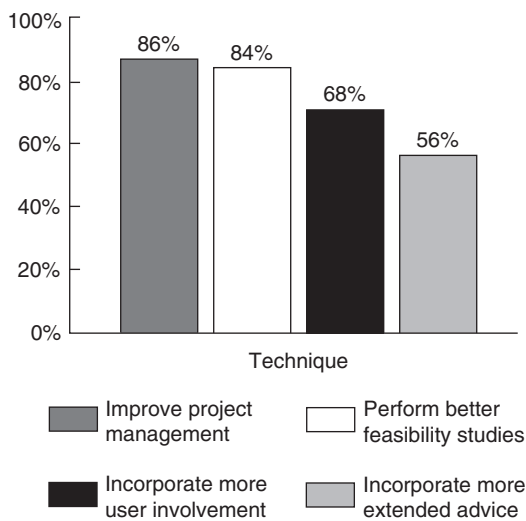 100%
80%
60%
40%
20%
0%
86%
84%
68%
56%
Technique
Improve project
management
Perform better
feasibility studies
Incorporate more
user involvement
Incorporate more
extended advice